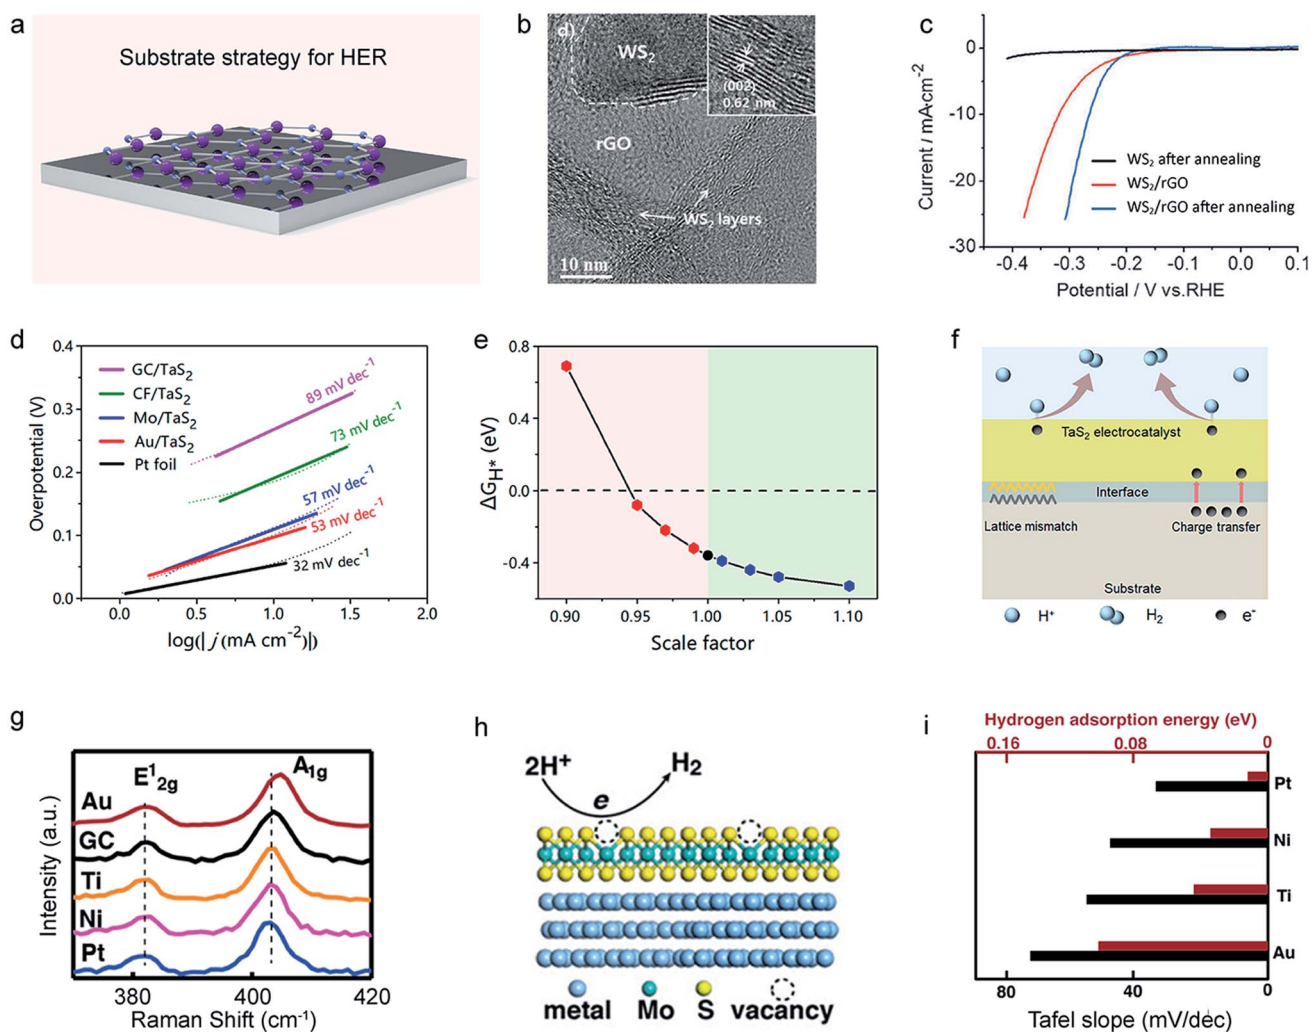 a
Substrate strategy for HER
b
d)
WS₂
(002)
0.62 nm
rGO
WS₂ layers
10 nm
c
Current / mA·cm⁻²
0
-10
-20
-30
WS₂ after annealing
WS₂/rGO
WS₂/rGO after annealing
-0.4 -0.3 -0.2 -0.1 0.0 0.1
Potential / V vs.RHE
d
Overpotential (V)
0.4
0.3
0.2
0.1
0.0
GC/TaS₂
CF/TaS₂
Mo/TaS₂
Au/TaS₂
Pt foil
89 mV dec⁻¹
73 mV dec⁻¹
57 mV dec⁻¹
53 mV dec⁻¹
32 mV dec⁻¹
0.0 0.5 1.0 1.5 2.0
log(| j (mA cm⁻²)|)
e
ΔG_H* (eV)
0.8
0.4
0.0
-0.4
0.90 0.95 1.00 1.05 1.10
Scale factor
f
TaS₂ electrocatalyst
Interface
Lattice mismatch
Charge transfer
Substrate
H⁺ H₂ e⁻
g
Intensity (a.u.)
E¹₂g A₁g
Au
GC
Ti
Ni
Pt
380 400 420
Raman Shift (cm⁻¹)
h
2H⁺ H₂
e
metal Mo S vacancy
i
Hydrogen adsorption energy (eV)
0.16 0.08 0
Pt
Ni
Ti
Au
80 40 0
Tafel slope (mV/dec)